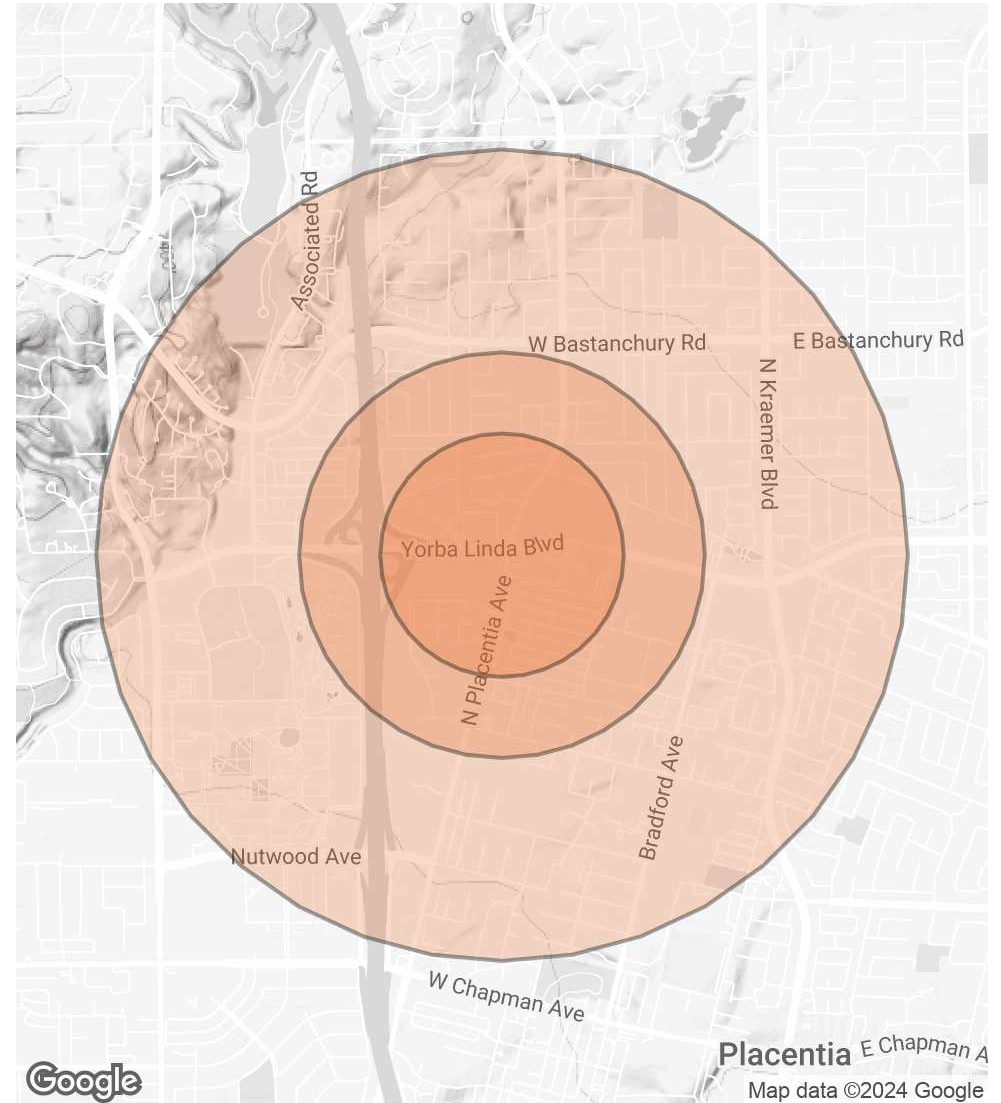 Associated Rd
W Bastanchury Rd
E Bastanchury Rd
N Kraemer Blvd
Yorba Linda Blvd
N Placentia Ave
Bradford Ave
Nutwood Ave
W Chapman Ave
Placentia
E Chapman A
Google
Map data ©2024 Google